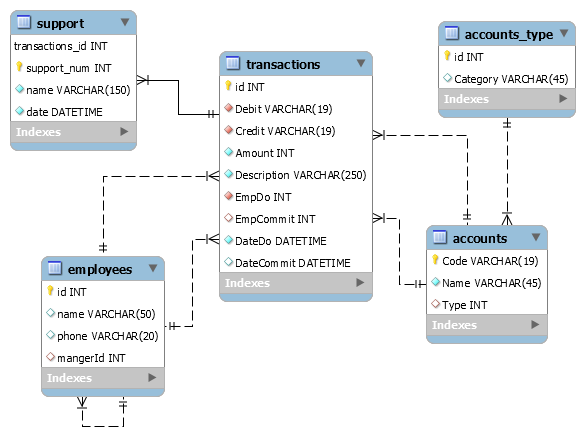 support
transactions_id INT
support_num INT
name VARCHAR(150)
date DATETIME
Indexes
transactions
id INT
Debit VARCHAR(19)
Credit VARCHAR(19)
Amount INT
Description VARCHAR(250)
EmpDo INT
EmpCommit INT
DateDo DATETIME
DateCommit DATETIME
Indexes
accounts_type
id INT
Category VARCHAR(45)
Indexes
employees
id INT
name VARCHAR(50)
phone VARCHAR(20)
mangerId INT
Indexes
accounts
Code VARCHAR(19)
Name VARCHAR(45)
Type INT
Indexes